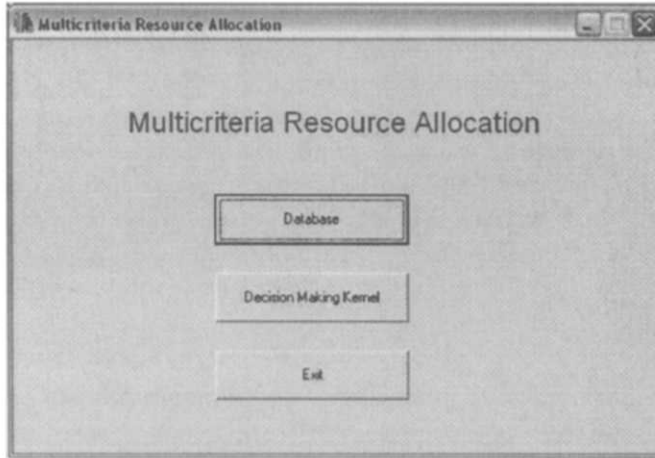 Multicriteria Resource Allocation
Multicriteria Resource Allocation
Database
Decision Making Kernel
Exit